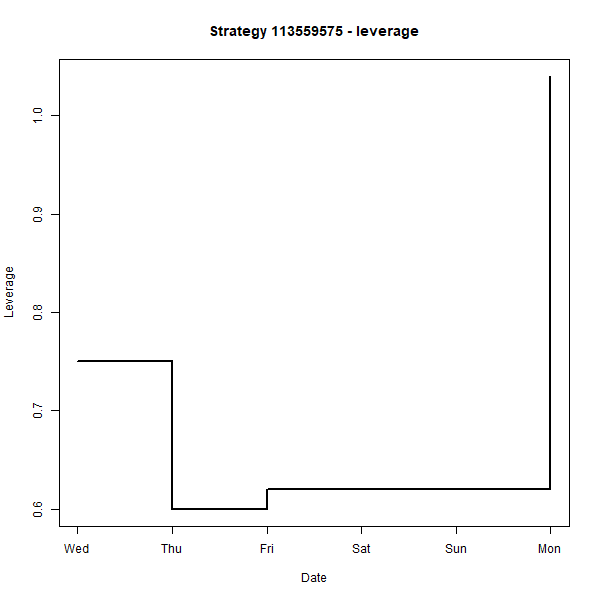 Strategy 113559575 - leverage
Leverage
1.0
0.9
0.8
0.7
0.6
Wed Thu Fri Sat Sun Mon
Date